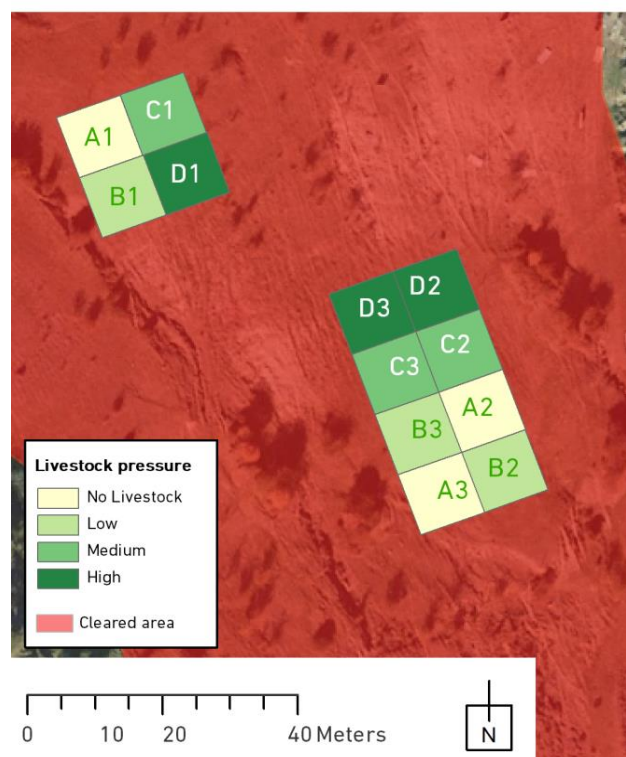 C1
A1
D1
B1
D2
D3
C2
C3
A2
B3
B2
A3
Livestock pressure
No Livestock
Low
Medium
High
Cleared area
0 10 20 40 Meters
N